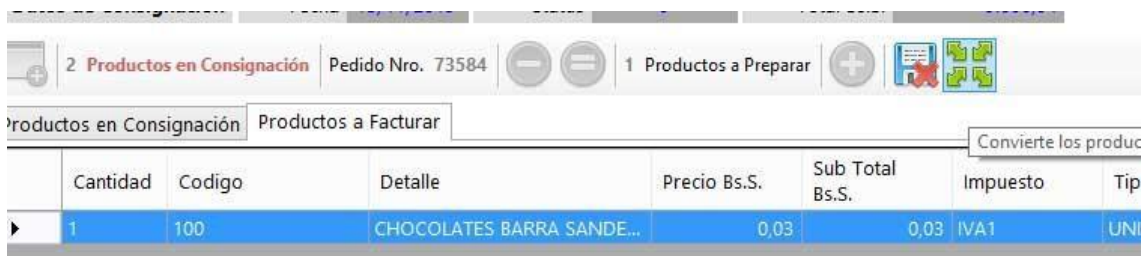 2 Productos en Consignación Pedido Nro. 73584 1 Productos a Preparar
Productos en Consignación Productos a Facturar
Convierte los produc
Cantidad Codigo Detalle Precio Bs.S. Sub Total Bs.S. Impuesto Tip
1 100 CHOCOLATES BARRA SANDE... 0,03 0,03 IVA1 UNI